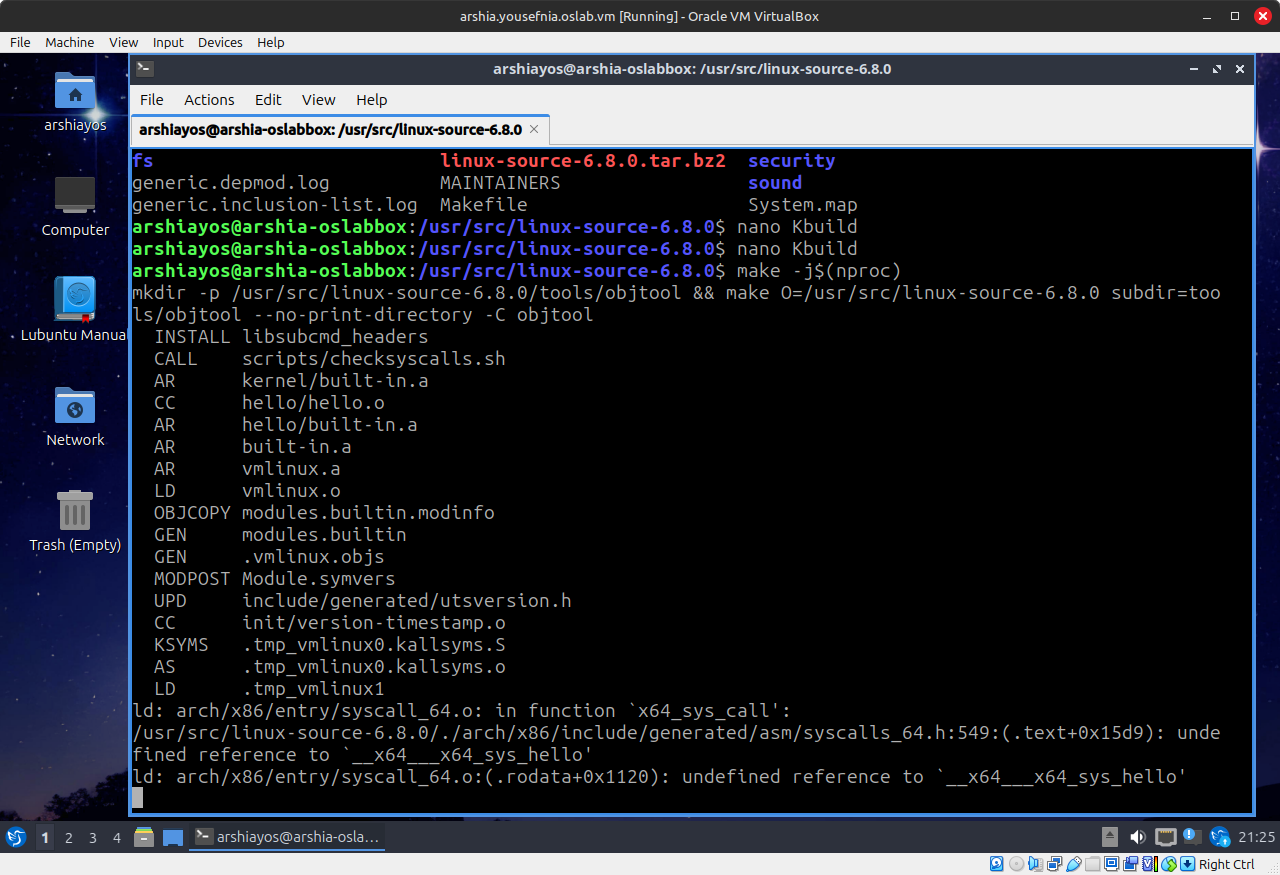 arshia.yousefnia.oslab.vm [Running] - Oracle VM VirtualBox
File Machine View Input Devices Help
arshiayos@arshia-oslabbox: /usr/src/linux-source-6.8.0
File Actions Edit View Help
arshiayos@arshia-oslabbox: /usr/src/linux-source-6.8.0
arshiayos
Computer
Lubuntu Manual
Network
Trash (Empty)
fs linux-source-6.8.0.tar.bz2 security
generic.depmod.log MAINTAINERS sound
generic.inclusion-list.log Makefile System.map
arshiayos@arshia-oslabbox:/usr/src/linux-source-6.8.0$ nano Kbuild
arshiayos@arshia-oslabbox:/usr/src/linux-source-6.8.0$ nano Kbuild
arshiayos@arshia-oslabbox:/usr/src/linux-source-6.8.0$ make -j$(nproc)
mkdir -p /usr/src/linux-source-6.8.0/tools/objtool && make O=/usr/src/linux-source-6.8.0 subdir=too
ls/objtool --no-print-directory -C objtool
INSTALL libsubcmd_headers
CALL scripts/checksyscalls.sh
AR kernel/built-in.a
CC hello/hello.o
AR hello/built-in.a
AR built-in.a
AR vmlinux.a
LD vmlinux.o
OBJCOPY modules.builtin.modinfo
GEN modules.builtin
GEN .vmlinux.objs
MODPOST Module.symvers
UPD include/generated/utsversion.h
CC init/version-timestamp.o
KSYMS .tmp_vmlinux0.kallsyms.S
AS .tmp_vmlinux0.kallsyms.o
LD .tmp_vmlinux1
ld: arch/x86/entry/syscall_64.o: in function `x64_sys_call':
/usr/src/linux-source-6.8.0/./arch/x86/include/generated/asm/syscalls_64.h:549:(.text+0x15d9): unde
fined reference to `__x64___x64_sys_hello'
ld: arch/x86/entry/syscall_64.o:(.rodata+0x1120): undefined reference to `__x64___x64_sys_hello'
1 2 3 4 arshiayos@arshia-osla... 21:25
Right Ctrl